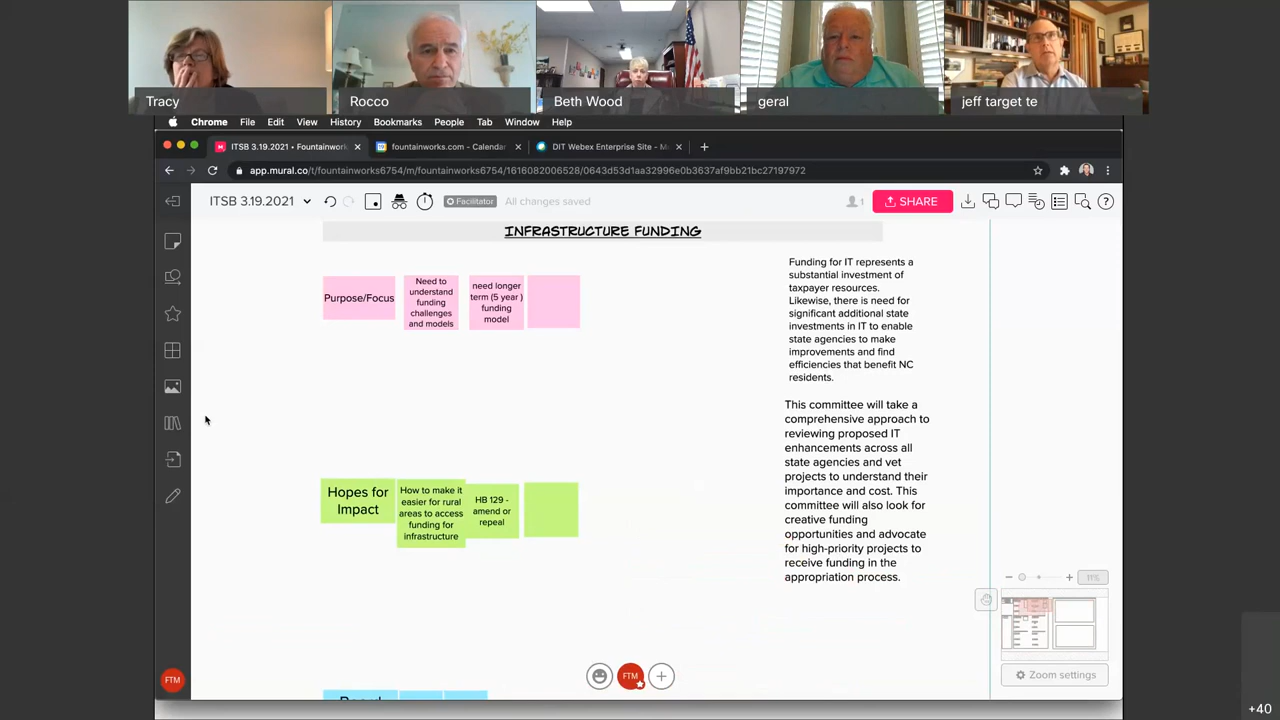 Tracy
Rocco
Beth Wood
geral
jeff target te
Chrome File Edit View History Bookmarks People Tab Window Help
ITSB 3.19.2021 • Fountainwork
fountainworks.com - Calendar
DIT Webex Enterprise Site - M
app.mural.co/t/fountainworks6754/m/fountainworks6754/1616082006528/0643d53d1aa32996e0b3637af9bb21bc27197972
ITSB 3.19.2021
Facilitator
All changes saved
1
SHARE
INFRASTRUCTURE FUNDING
Purpose/Focus
Need to
understand
funding
challenges
and models
need longer
term (5 year )
funding
model
Funding for IT represents a
substantial investment of
taxpayer resources.
Likewise, there is need for
significant additional state
investments in IT to enable
state agencies to make
improvements and find
efficiencies that benefit NC
residents.
This committee will take a
comprehensive approach to
reviewing proposed IT
enhancements across all
state agencies and vet
projects to understand their
importance and cost. This
committee will also look for
creative funding
opportunities and advocate
for high-priority projects to
receive funding in the
appropriation process.
Hopes for
Impact
How to make it
easier for rural
areas to access
funding for
infrastructure
HB 129 -
amend or
repeal
Zoom settings
FTM
FTM
Board
+40